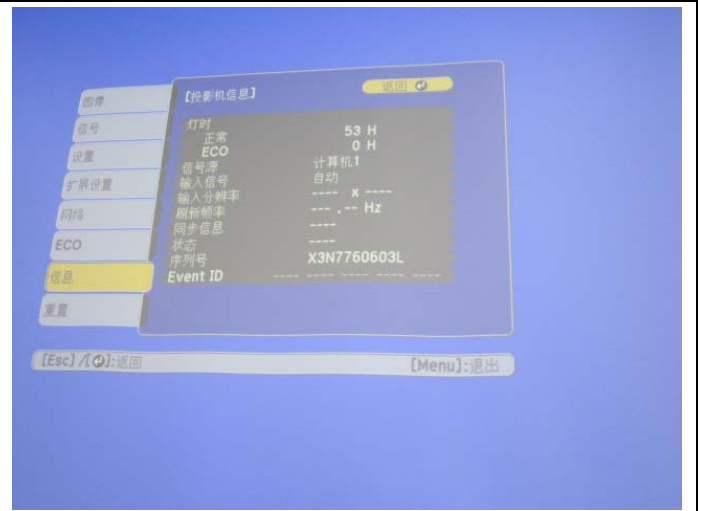 图像
信号
设置
扩展设置
网络
ECO
信息
重置
[投影机信息]
返回
灯时
正常 53 H
ECO 0 H
信号源 计算机1
输入信号 自动
输入分辨率 ---- x ----
刷新频率 --- . -- Hz
同步信息 ----
状态 ----
序列号 X3N7760603L
Event ID ---- ---- ---- ---- ----
[Esc] /[ ]:返回 [Menu]:退出